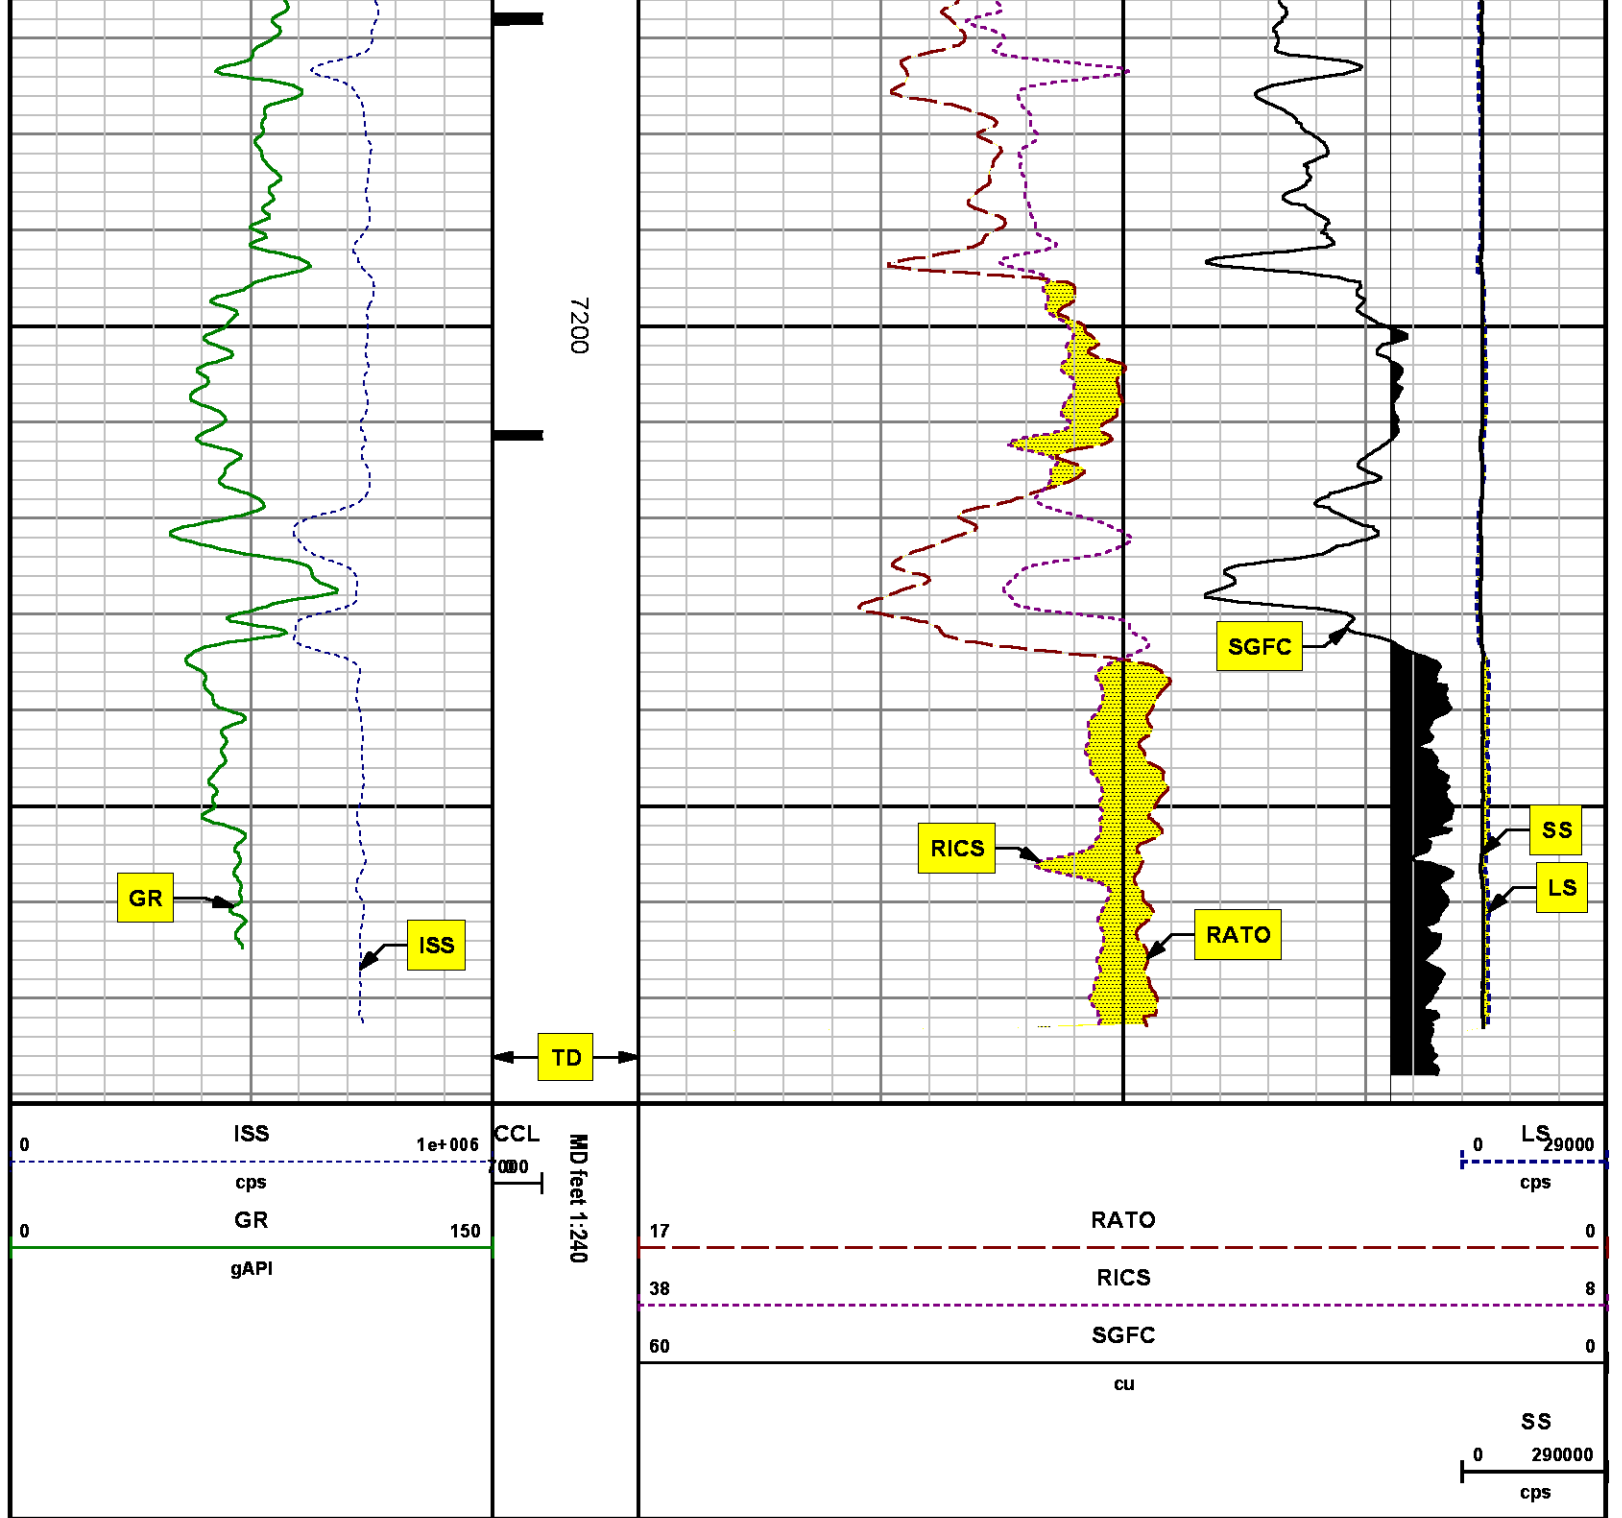 7200
SGFC
RICS
SS
LS
GR
ISS
RATO
TD
ISS
0 1e+006
cps
GR
0 150
gAPI
CCL
MD feet 1:240
LS
0 29000
cps
RATO
17 0
RICS
38 8
SGFC
60 0
cu
SS
0 290000
cps